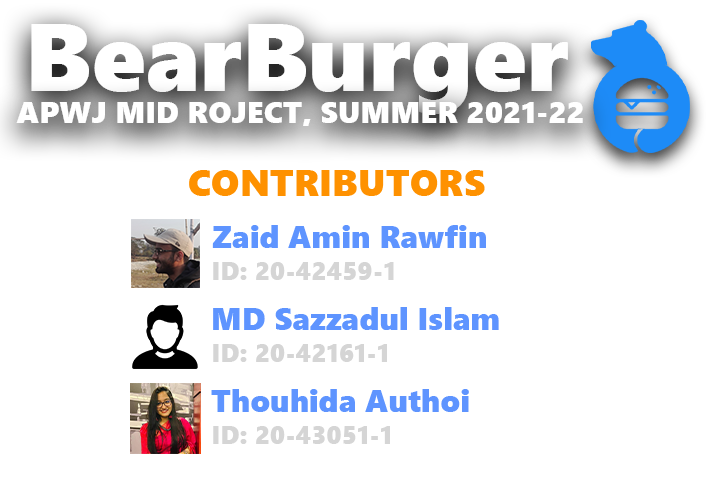 BearBurger
APWJ MID ROJECT, SUMMER 2021-22
CONTRIBUTORS
Zaid Amin Rawfin
ID: 20-42459-1
MD Sazzadul Islam
ID: 20-42161-1
Thouhida Authoi
ID: 20-43051-1